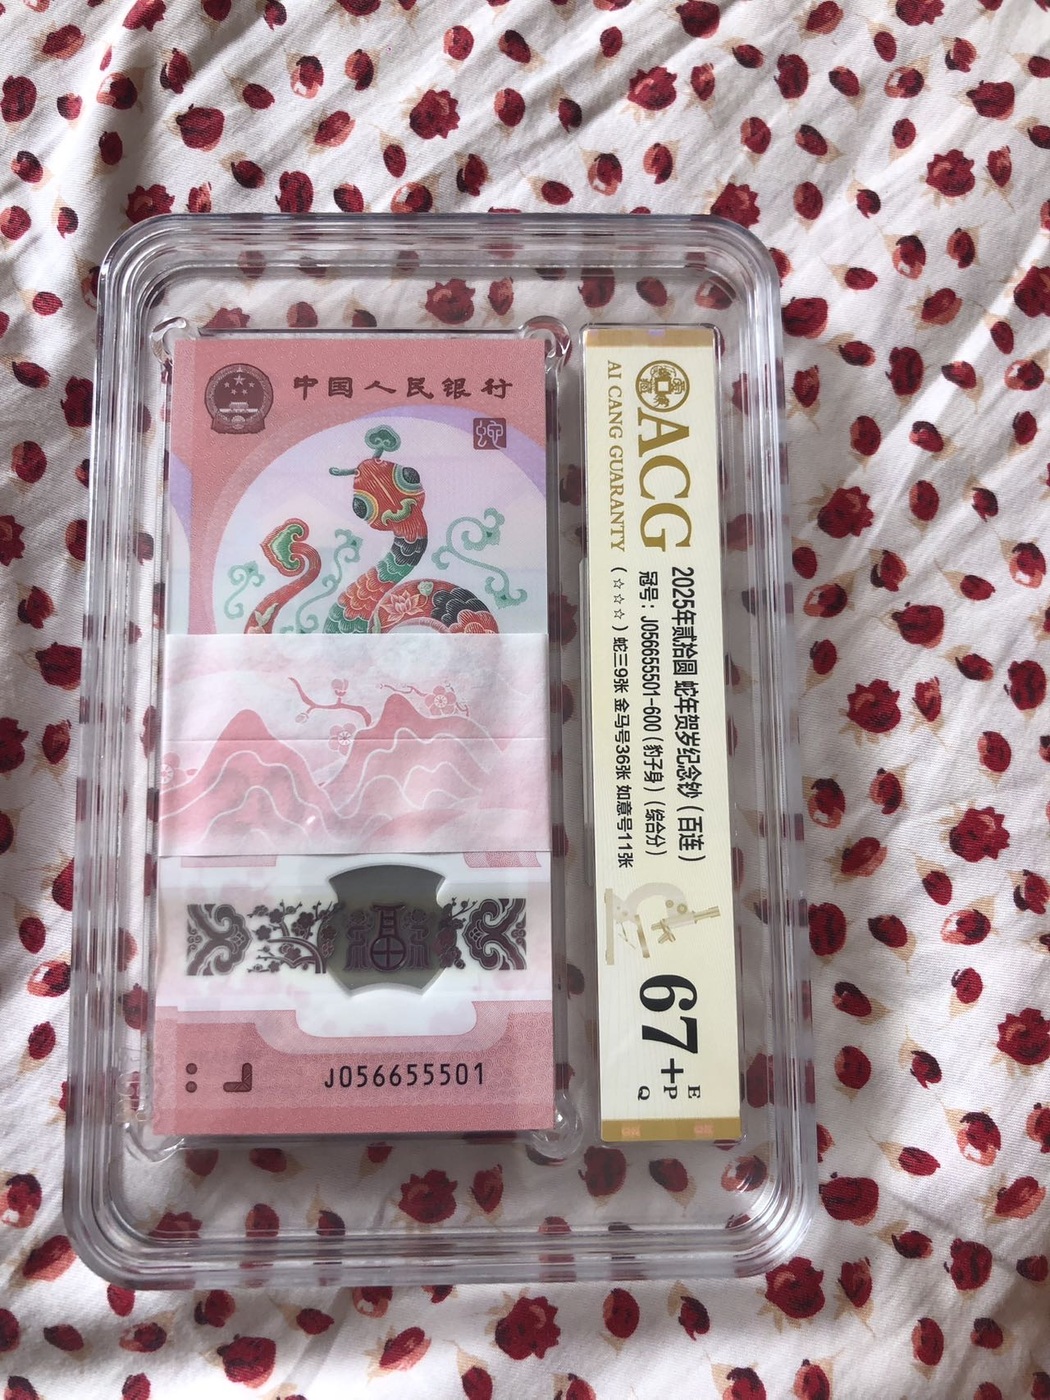 中国人民银行
蛇
福
J056655501
ACG
AI CANG GUARANTY
2025年贰拾圆 蛇年贺岁纪念钞（百连）
冠号：J056655501-600（豹子身）（综合分）
（☆☆☆）蛇三9张 金马号36张 如意号11张
67+
E
P
Q